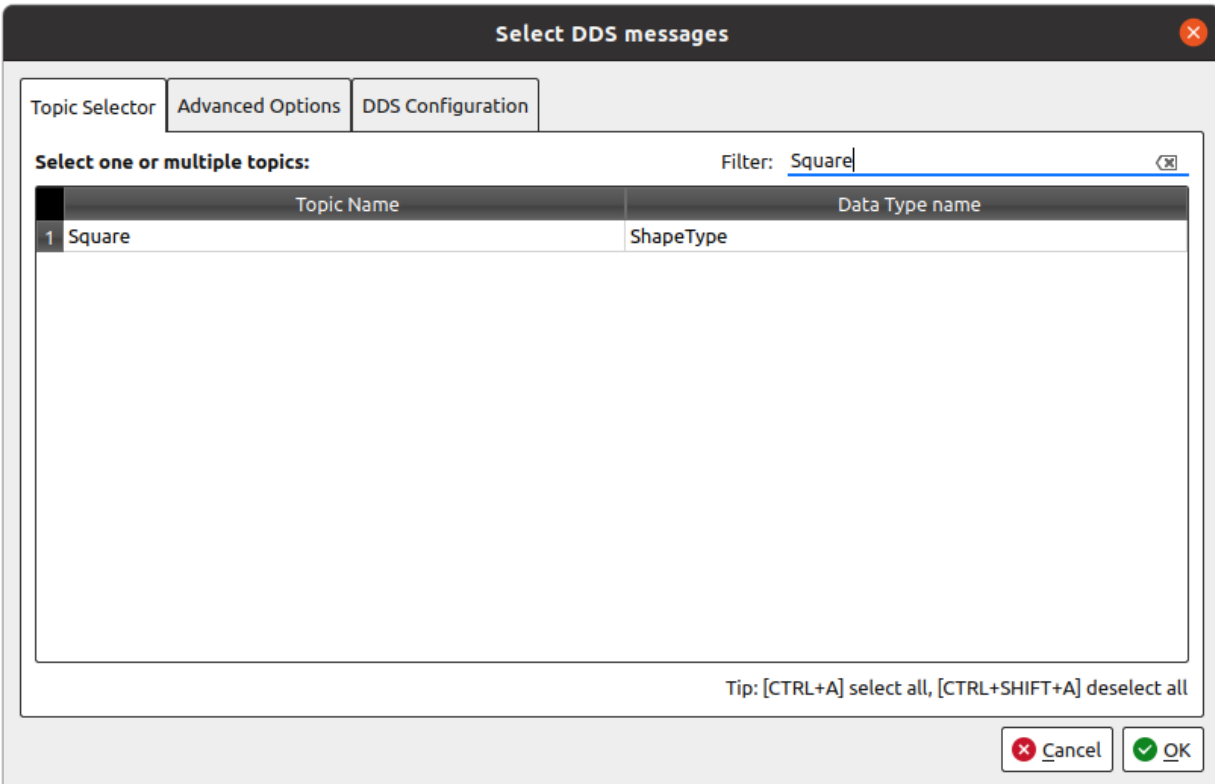 Select DDS messages
Topic Selector Advanced Options DDS Configuration
Select one or multiple topics: Filter: Square
Topic Name Data Type name
1 Square ShapeType
Tip: [CTRL+A] select all, [CTRL+SHIFT+A] deselect all
Cancel OK